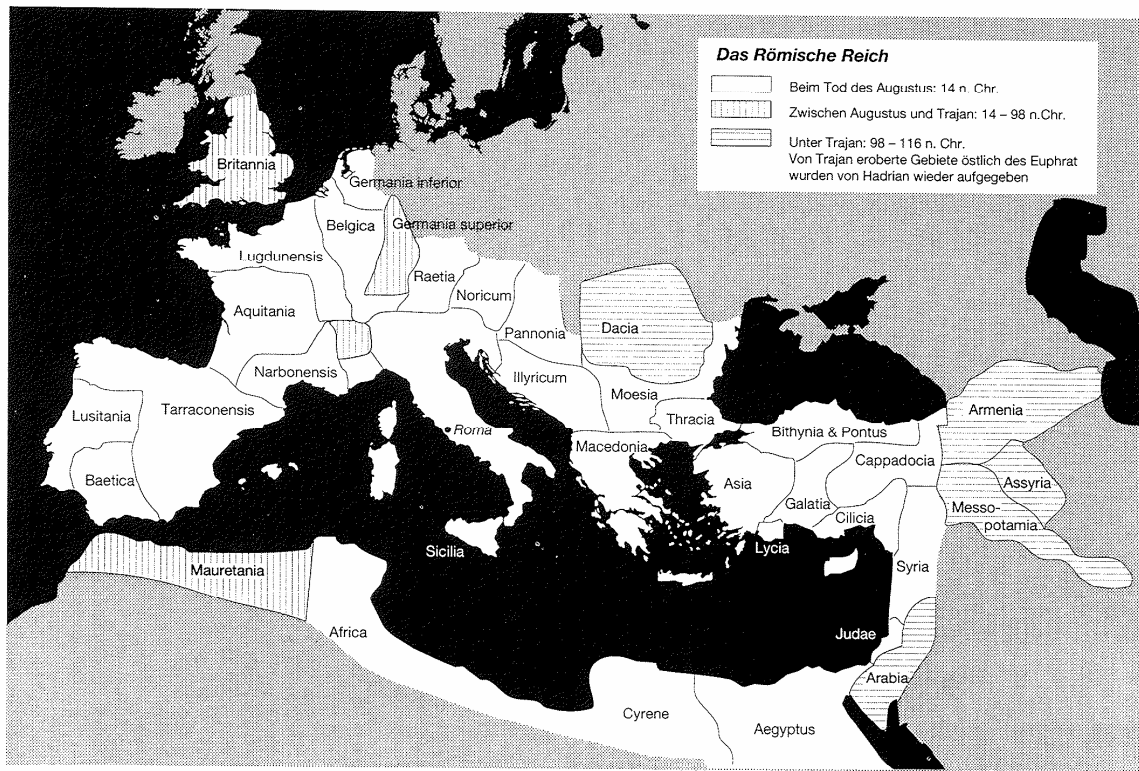 Das Römische Reich
Beim Tod des Augustus: 14 n. Chr.
Zwischen Augustus und Trajan: 14 – 98 n.Chr.
Unter Trajan: 98 – 116 n. Chr.
Von Trajan eroberte Gebiete östlich des Euphrat
wurden von Hadrian wieder aufgegeben
Britannia
Germania inferior
Belgica
Germania superior
Lugdunensis
Raetia
Noricum
Aquitania
Pannonia
Dacia
Narbonensis
Illyricum
Moesia
Lusitania
Tarraconensis
Roma
Thracia
Armenia
Bithynia & Pontus
Macedonia
Cappadocia
Baetica
Asia
Assyria
Galatia
Messo-
potamia
Cilicia
Sicilia
Lycia
Mauretania
Syria
Africa
Judae
Arabia
Cyrene
Aegyptus